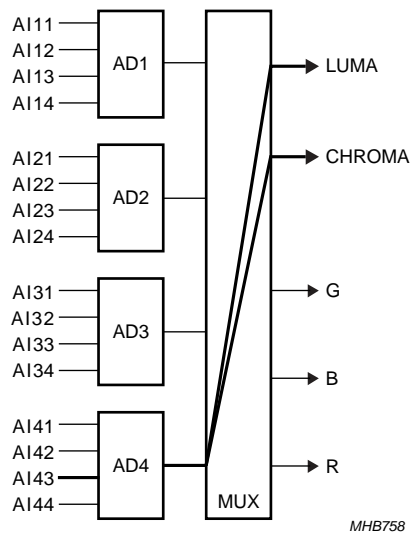 AI11
AI12
AI13
AI14
AD1
AI21
AI22
AI23
AI24
AD2
AI31
AI32
AI33
AI34
AD3
AI41
AI42
AI43
AI44
AD4
MUX
LUMA
CHROMA
G
B
R
MHB758